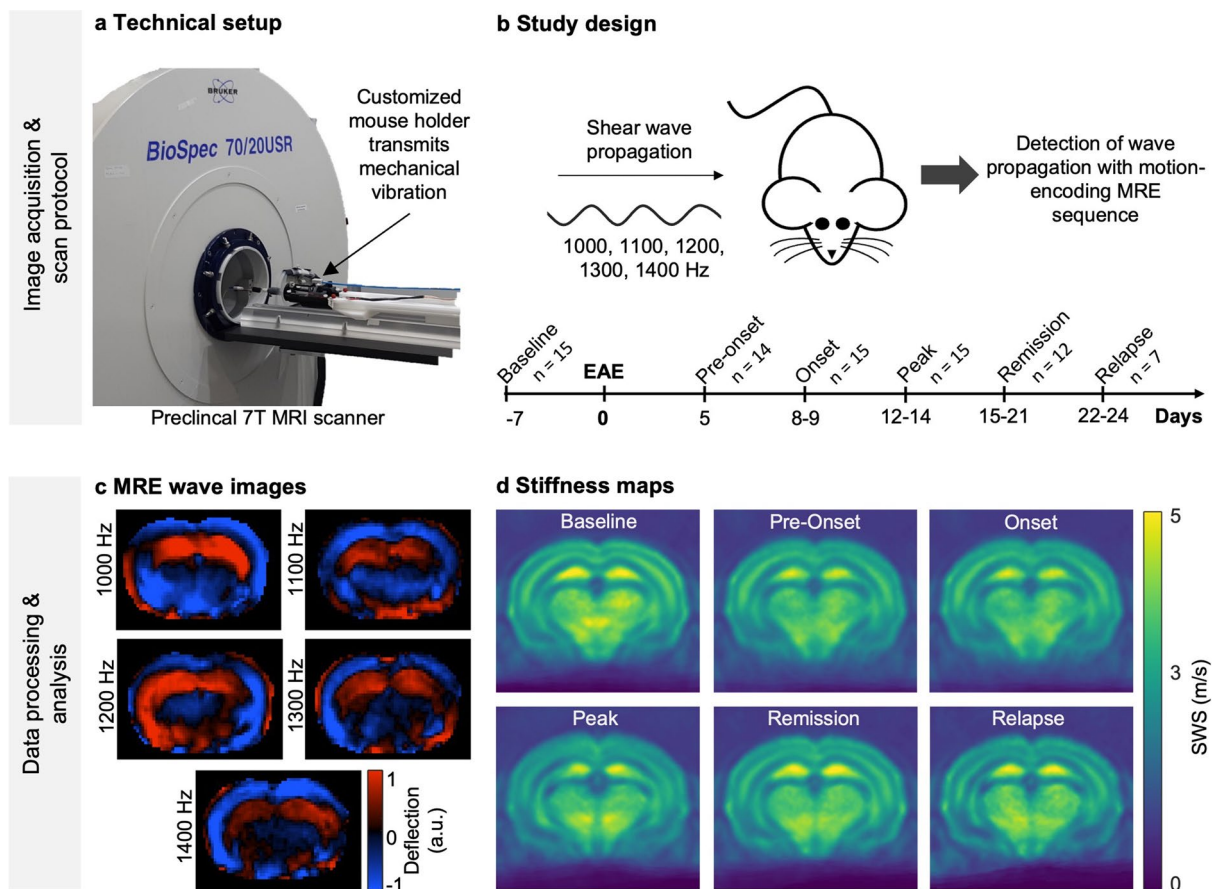 Image acquisition &
scan protocol
a Technical setup
BRUKER
BioSpec 70/20USR
Customized
mouse holder
transmits
mechanical
vibration
Preclincal 7T MRI scanner
b Study design
Shear wave
propagation
1000, 1100, 1200,
1300, 1400 Hz
Detection of wave
propagation with motion-
encoding MRE
sequence
Baseline
n = 15
EAE
Pre-onset
n = 14
Onset
n = 15
Peak
n = 15
Remission
n = 12
Relapse
n = 7
-7
0
5
8-9
12-14
15-21
22-24
Days
Data processing &
analysis
c MRE wave images
1000 Hz
1100 Hz
1200 Hz
1300 Hz
1400 Hz
1
0
-1
Deflection
(a.u.)
d Stiffness maps
Baseline
Pre-Onset
Onset
Peak
Remission
Relapse
5
3
0
SWS (m/s)